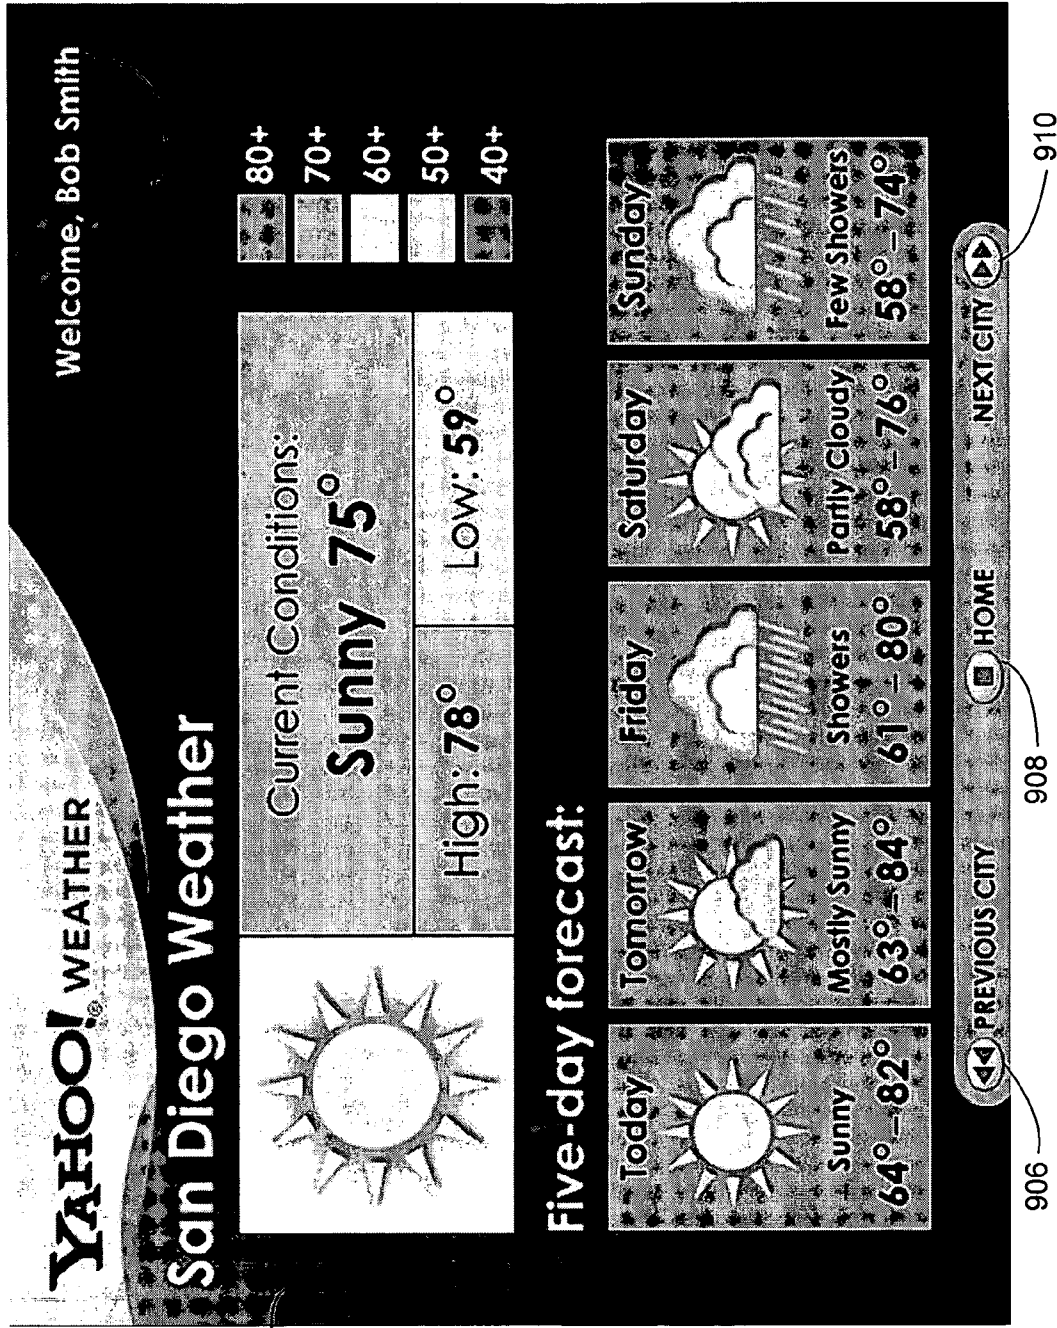 YAHOO!® WEATHER
Welcome, Bob Smith
San Diego Weather
Current Conditions:
Sunny 75°
High: 78°
Low: 59°
80+
70+
60+
50+
40+
Five-day forecast:
Today
Sunny
64° – 82°
Tomorrow
Mostly Sunny
63° – 84°
Friday
Showers
61° – 80°
Saturday
Partly Cloudy
58° – 76°
Sunday
Few Showers
58° – 74°
PREVIOUS CITY
HOME
NEXT CITY
906
908
910